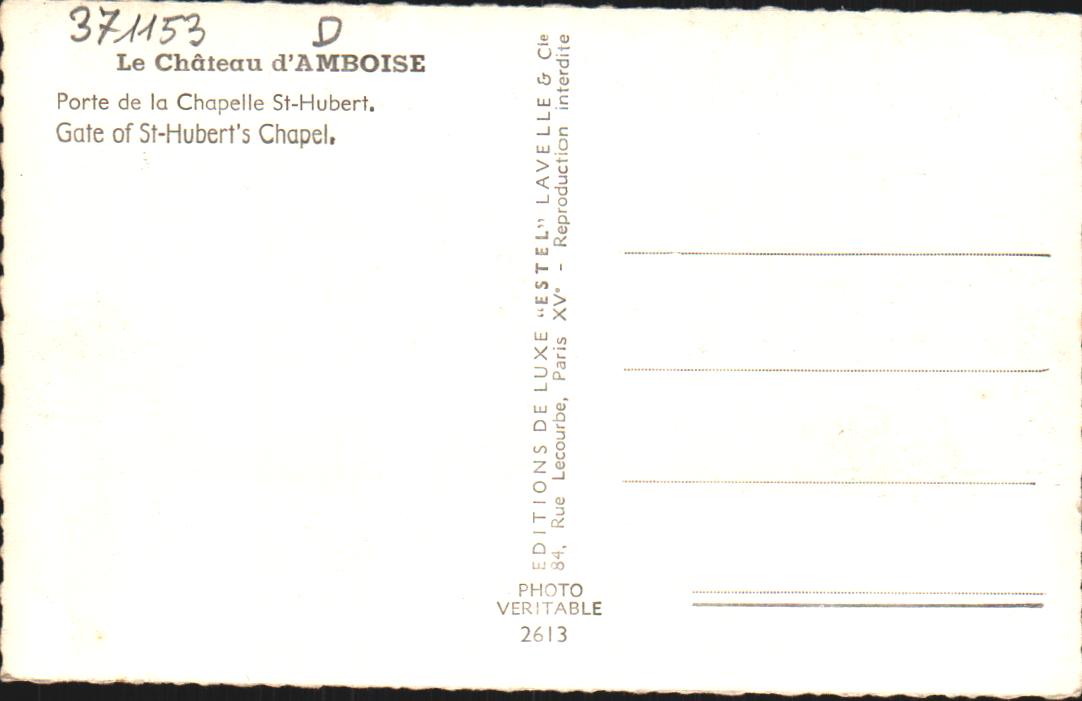 371153 D
Le Château d'AMBOISE
Porte de la Chapelle St-Hubert.
Gate of St-Hubert's Chapel.
EDITIONS DE LUXE "ESTEL" LAVELLE & Cie
84, Rue Lecourbe, Paris XV° - Reproduction interdite
PHOTO
VERITABLE
2613